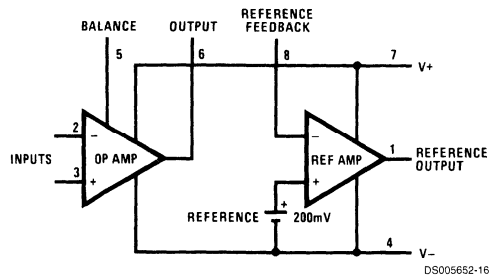 BALANCE
OUTPUT
REFERENCE
FEEDBACK
5
6
8
7
V+
2
−
OP AMP
INPUTS
3
+
−
REF AMP
+
1
REFERENCE
OUTPUT
REFERENCE
+
200mV
4
V−
DS005652-16